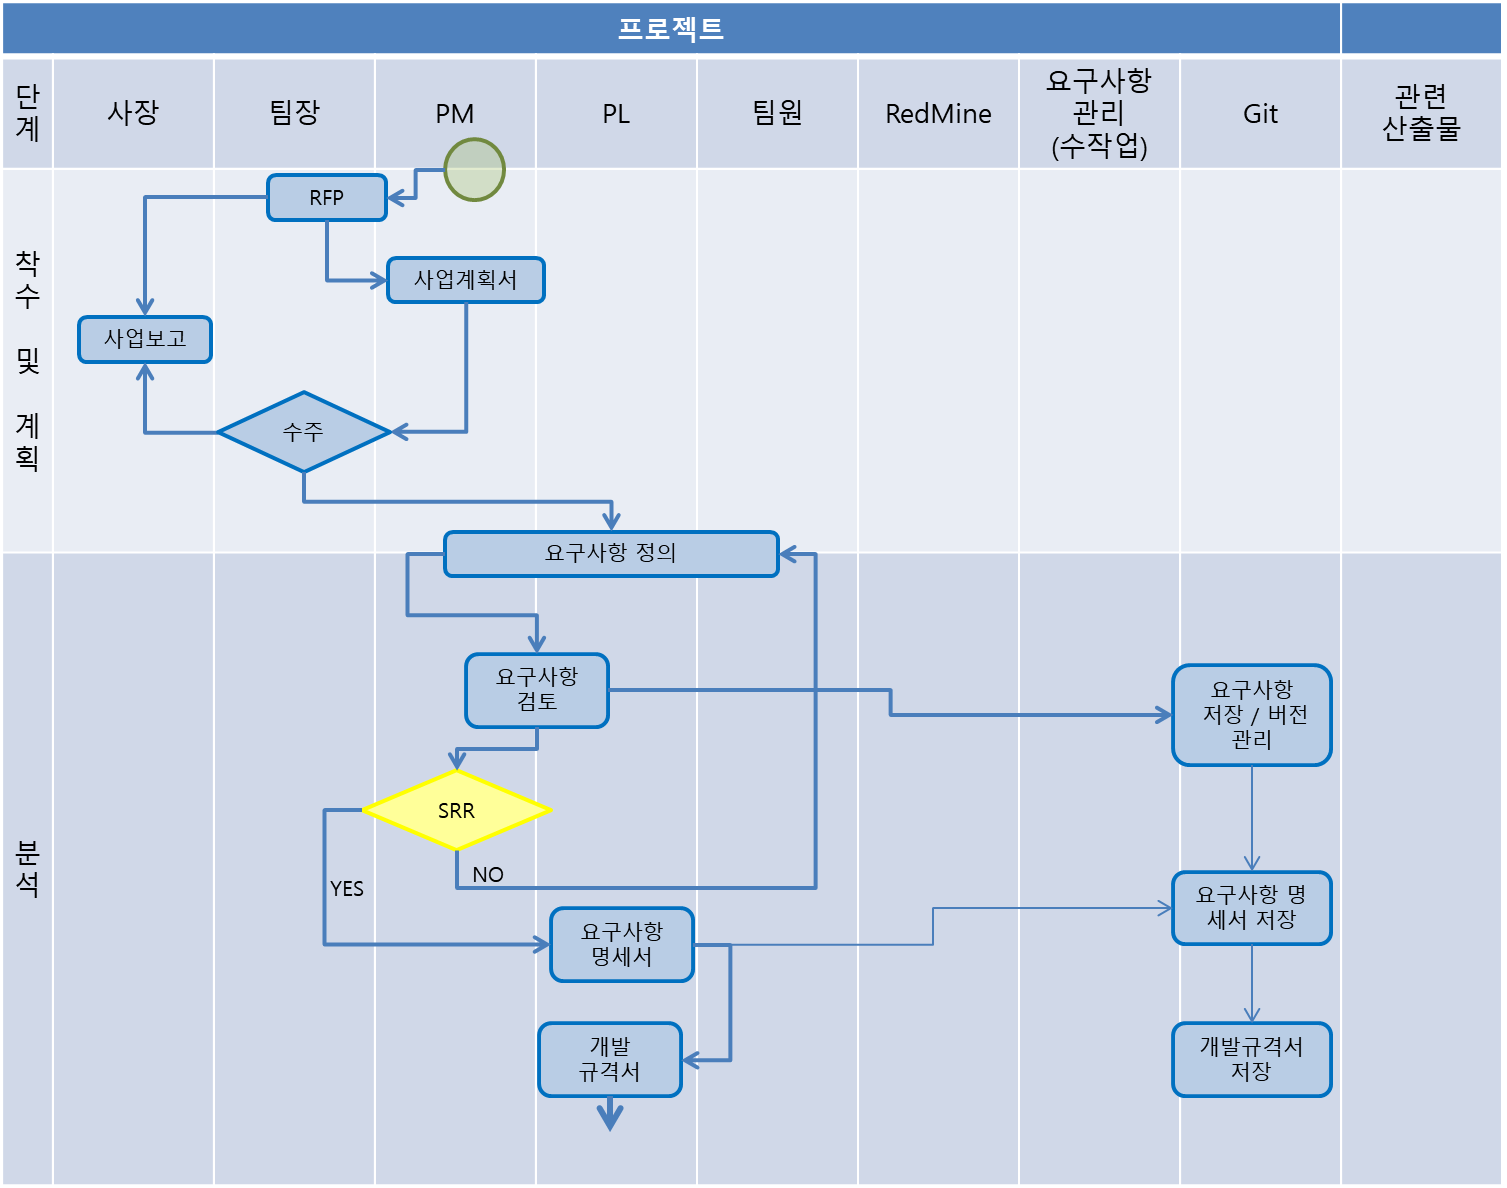 프로젝트
단
계
사장
팀장
PM
PL
팀원
RedMine
요구사항
관리
(수작업)
Git
관련
산출물
착
수
및
계
획
RFP
사업계획서
사업보고
수주
요구사항 정의
분
석
요구사항
검토
요구사항
저장 / 버전
관리
SRR
YES
NO
요구사항
명세서
요구사항 명
세서 저장
개발
규격서
개발규격서
저장